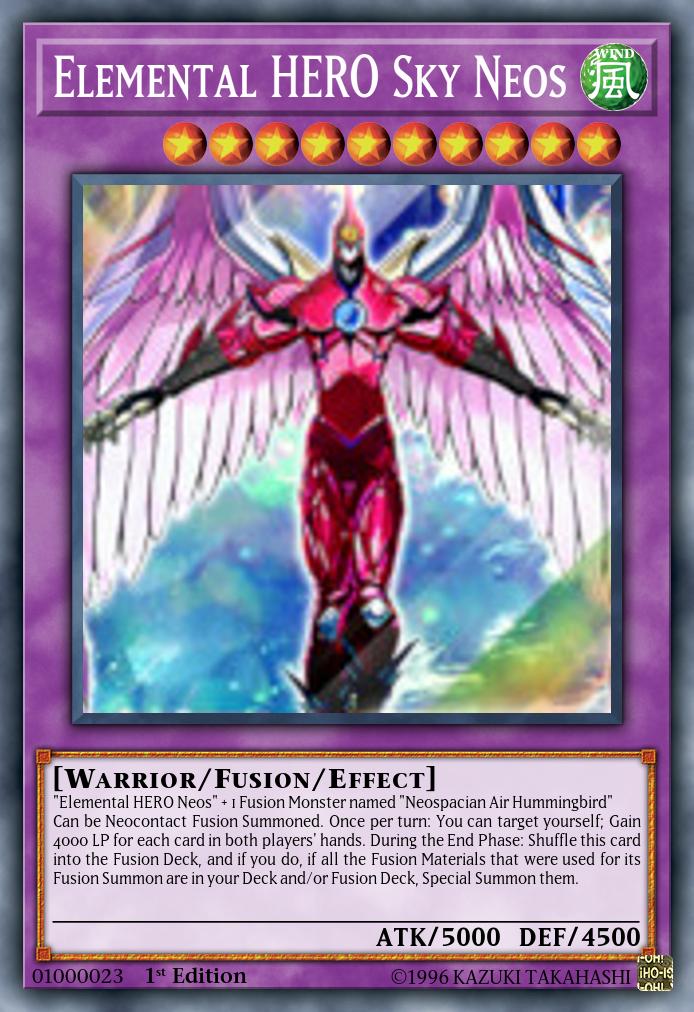 Elemental HERO Sky Neos
WIND
風
[Warrior/Fusion/Effect]
"Elemental HERO Neos" + 1 Fusion Monster named "Neospacian Air Hummingbird"
Can be Neocontact Fusion Summoned. Once per turn: You can target yourself; Gain
4000 LP for each card in both players' hands. During the End Phase: Shuffle this card
into the Fusion Deck, and if you do, if all the Fusion Materials that were used for its
Fusion Summon are in your Deck and/or Fusion Deck, Special Summon them.
ATK/5000 DEF/4500
01000023 1st Edition ©1996 KAZUKI TAKAHASHI